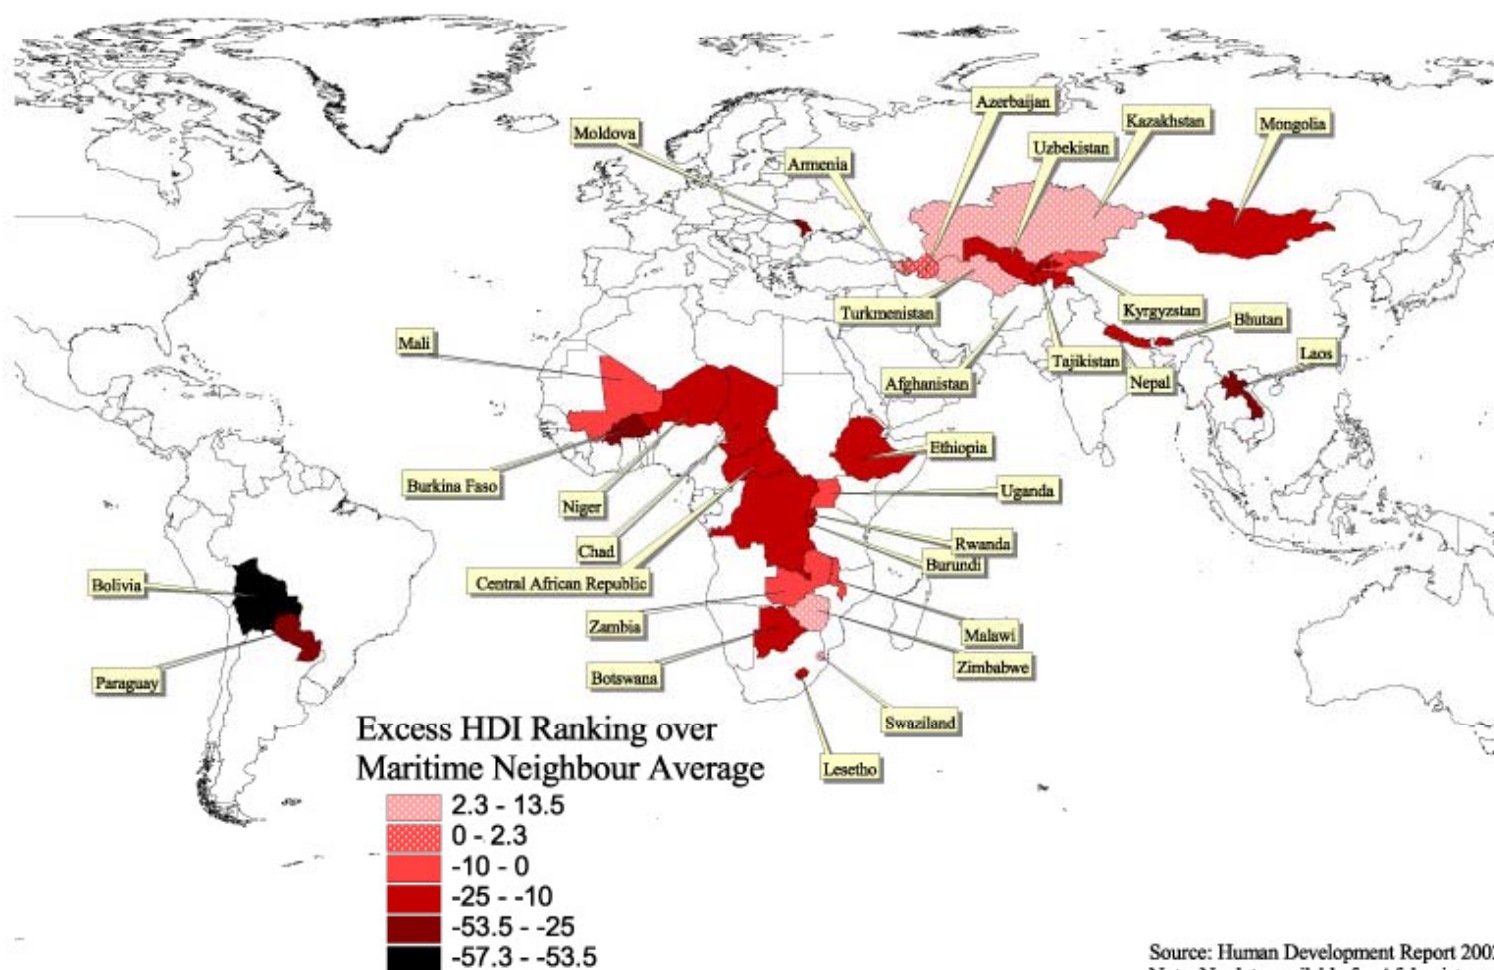 Azerbaijan
Kazakhstan
Mongolia
Moldova
Uzbekistan
Armenia
Turkmenistan
Kyrgyzstan
Bhutan
Mali
Tajikistan
Laos
Afghanistan
Nepal
Ethiopia
Burkina Faso
Uganda
Niger
Chad
Rwanda
Burundi
Central African Republic
Bolivia
Zambia
Malawi
Zimbabwe
Paraguay
Botswana
Swaziland
Lesetho
Excess HDI Ranking over
Maritime Neighbour Average
2.3 - 13.5
0 - 2.3
-10 - 0
-25 - -10
-53.5 - -25
-57.3 - -53.5
Source: Human Development Report 2002